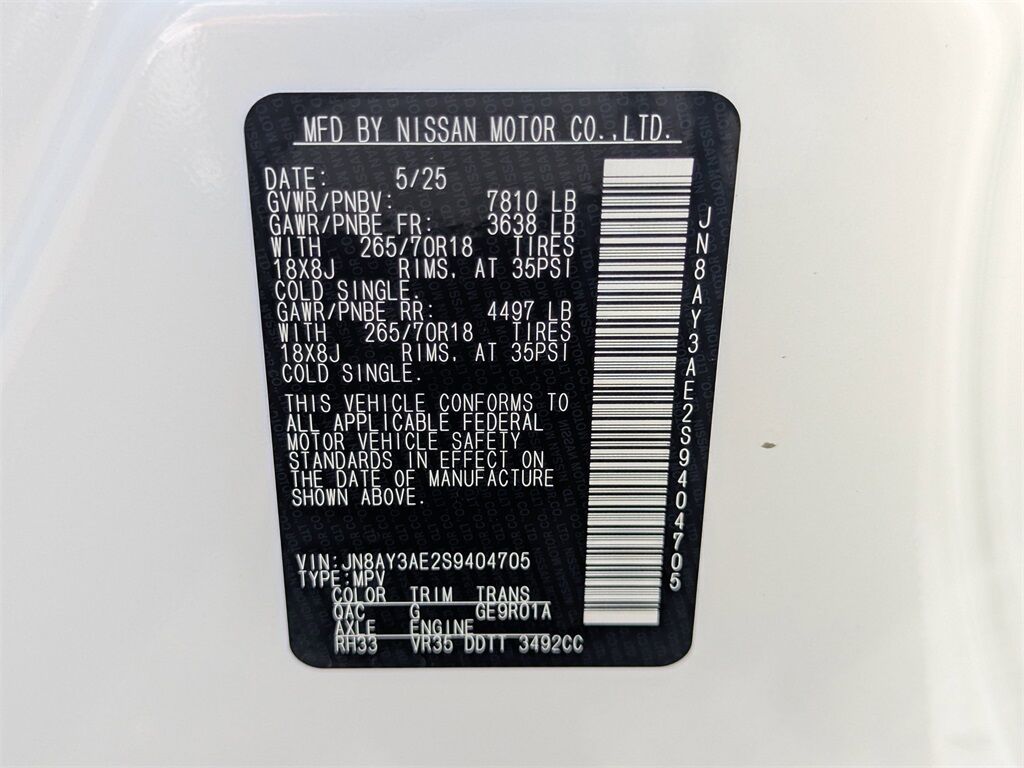 MFD BY NISSAN MOTOR CO.,LTD.
DATE: 5/25
GVWR/PNBV: 7810 LB
GAWR/PNBE FR: 3638 LB
WITH 265/70R18 TIRES
18X8J RIMS, AT 35PSI
COLD SINGLE.
GAWR/PNBE RR: 4497 LB
WITH 265/70R18 TIRES
18X8J RIMS, AT 35PSI
COLD SINGLE.
THIS VEHICLE CONFORMS TO
ALL APPLICABLE FEDERAL
MOTOR VEHICLE SAFETY
STANDARDS IN EFFECT ON
THE DATE OF MANUFACTURE
SHOWN ABOVE.
VIN:JN8AY3AE2S9404705
TYPE:MPV
COLOR TRIM TRANS
QAC G GE9R01A
AXLE ENGINE
RH33 VR35 DDTT 3492CC
JN8AY3AE2S9404705